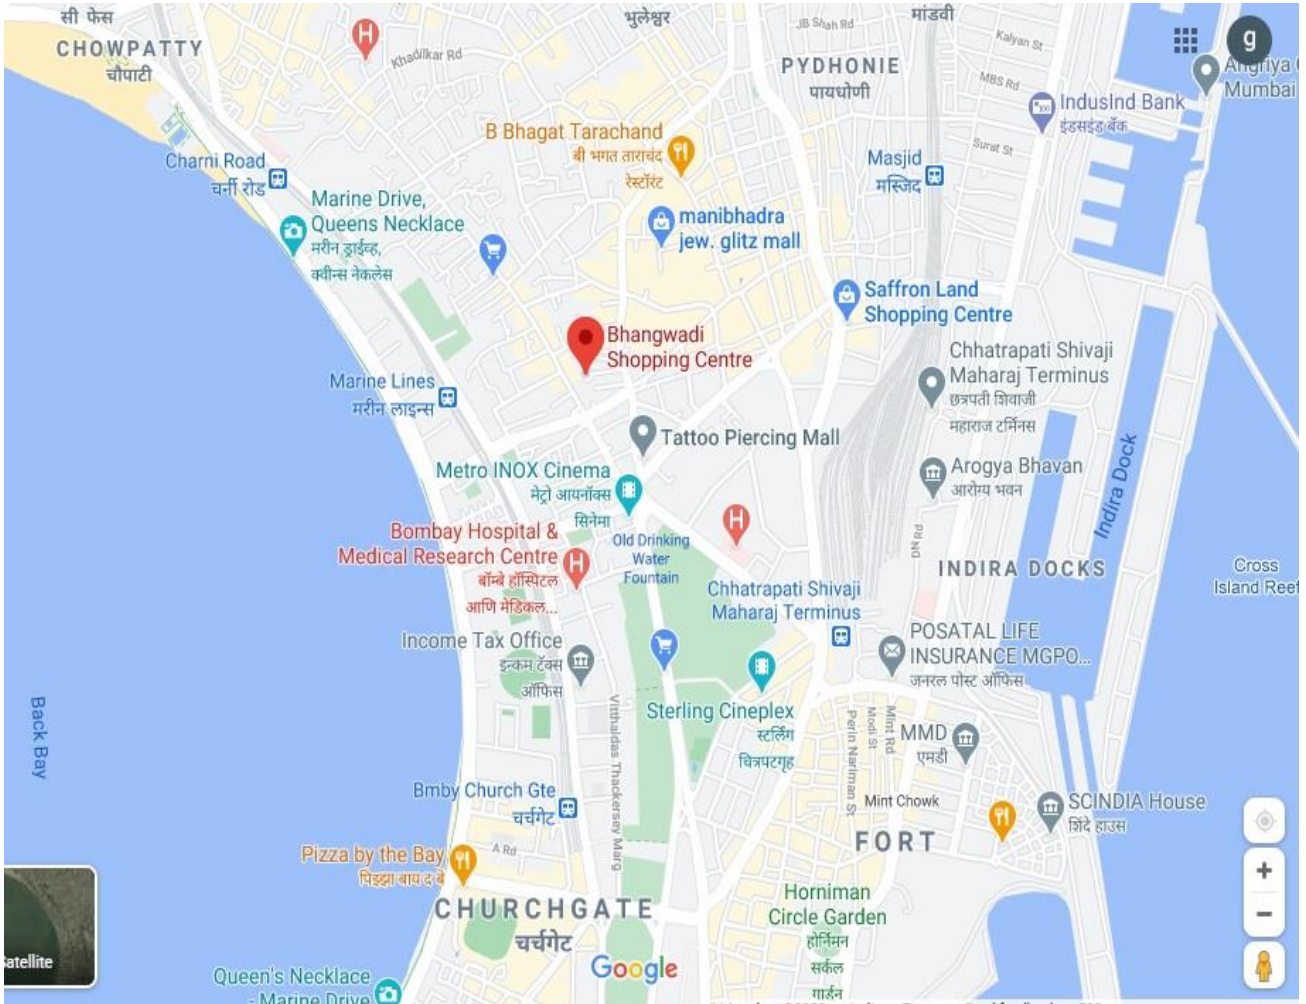 सी फेस
भुलेश्वर
मांडवी
JB Shah Rd
Kalyan St
g
CHOWPATTY
चौपाटी
Khadilkar Rd
PYDHONIE
पायधोणी
MBS Rd
Mumbai
IndusInd Bank
इंडसइंड बँक
Surat St
B Bhagat Tarachand
बी भगत ताराचंद
रेस्टॉरंट
Masjid
मस्जिद
Charni Road
चर्नी रोड
Marine Drive,
Queens Necklace
मरीन ड्राईव्ह,
क्वीन्स नेकलेस
manibhadra
jew. glitz mall
Saffron Land
Shopping Centre
Bhangwadi
Shopping Centre
Chhatrapati Shivaji
Maharaj Terminus
छत्रपती शिवाजी
महाराज टर्मिनस
Marine Lines
मरीन लाइन्स
Tattoo Piercing Mall
Metro INOX Cinema
मेट्रो आयनॉक्स
सिनेमा
Arogya Bhavan
आरोग्य भवन
Indira Dock
H
Bombay Hospital &
Medical Research Centre
बॉम्बे हॉस्पिटल
आणि मेडिकल...
H
H
Old Drinking
Water
Fountain
DN Rd
INDIRA DOCKS
Cross
Island Reef
Chhatrapati Shivaji
Maharaj Terminus
Income Tax Office
इन्कम टॅक्स
ऑफिस
POSATAL LIFE
INSURANCE MGPO...
जनरल पोस्ट ऑफिस
Back Bay
Vitthaldas Thackersey Marg
Sterling Cineplex
स्टर्लिंग
चित्रपटगृह
Perin Nariman St
Modi St
Mint Rd
MMD
एमडी
Bmby Church Gte
चर्चगेट
Mint Chowk
SCINDIA House
शिंदे हाउस
FORT
Pizza by the Bay
पिझ्झा बाय द बे
A Rd
CHURCHGATE
चर्चगेट
Horniman
Circle Garden
होर्निमन
सर्कल
गार्डन
Google
Satellite
Queen's Necklace
- Marine Drive